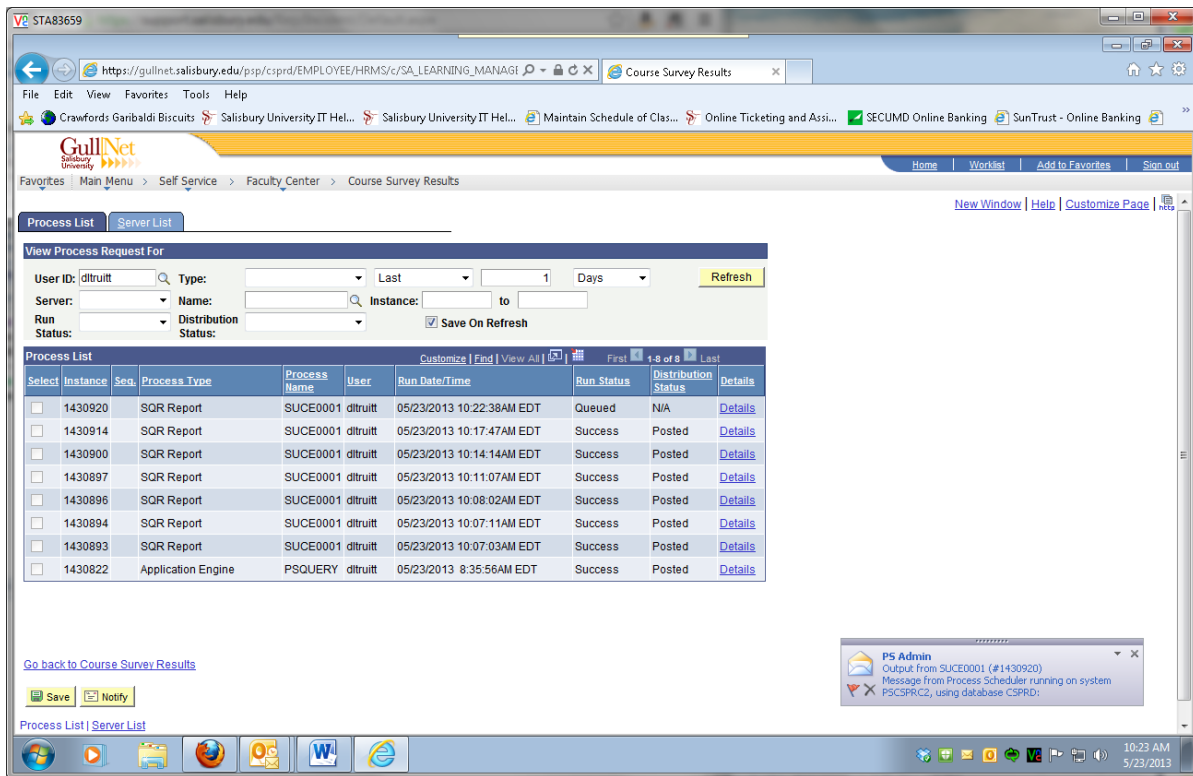 STA83659
https://gullnet.salisbury.edu/psp/csprd/EMPLOYEE/HRMS/c/SA_LEARNING_MANAGE
Course Survey Results
File Edit View Favorites Tools Help
Crawfords Garibaldi Biscuits Salisbury University IT Hel... Salisbury University IT Hel... Maintain Schedule of Clas... Online Ticketing and Assi... SECUMD Online Banking SunTrust - Online Banking
GullNet
Salisbury
University
Home | Worklist | Add to Favorites | Sign out
Favorites | Main Menu > Self Service > Faculty Center > Course Survey Results
New Window | Help | Customize Page | http
Process List Server List
View Process Request For
User ID: dltruitt Type: Last 1 Days Refresh
Server: Name: Instance: to
Run Status: Distribution Status: Save On Refresh
Process List Customize | Find | View All | First 1-8 of 8 Last
Select Instance Seq. Process Type Process Name User Run Date/Time Run Status Distribution Status Details
1430920 SQR Report SUCE0001 dltruitt 05/23/2013 10:22:38AM EDT Queued N/A Details
1430914 SQR Report SUCE0001 dltruitt 05/23/2013 10:17:47AM EDT Success Posted Details
1430900 SQR Report SUCE0001 dltruitt 05/23/2013 10:14:14AM EDT Success Posted Details
1430897 SQR Report SUCE0001 dltruitt 05/23/2013 10:11:07AM EDT Success Posted Details
1430896 SQR Report SUCE0001 dltruitt 05/23/2013 10:08:02AM EDT Success Posted Details
1430894 SQR Report SUCE0001 dltruitt 05/23/2013 10:07:11AM EDT Success Posted Details
1430893 SQR Report SUCE0001 dltruitt 05/23/2013 10:07:03AM EDT Success Posted Details
1430822 Application Engine PSQUERY dltruitt 05/23/2013 8:35:56AM EDT Success Posted Details
Go back to Course Survey Results
PS Admin
Output from SUCE0001 (#1430920)
Message from Process Scheduler running on system
PSCSPRC2, using database CSPRD:
Save Notify
Process List | Server List
10:23 AM
5/23/2013